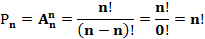 Pₙ = Aₙⁿ = n! / (n − n)! = n! / 0! = n!